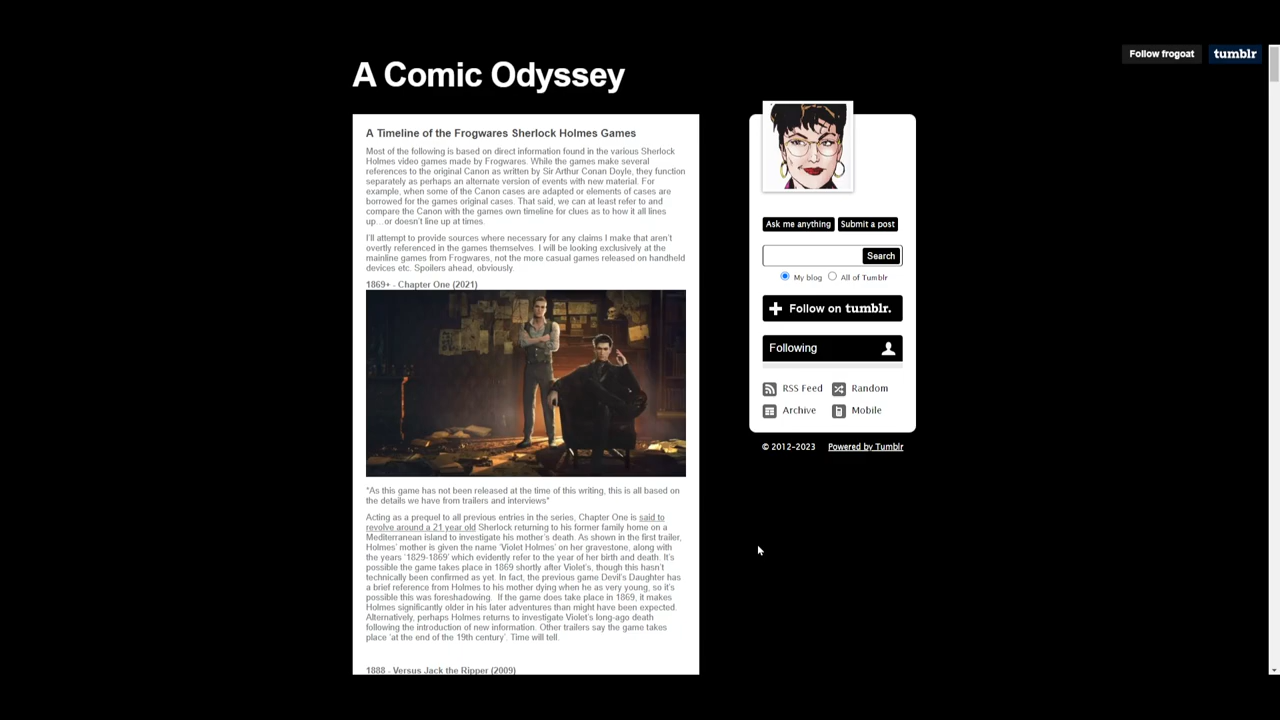 Follow frogoat
tumblr
A Comic Odyssey
A Timeline of the Frogwares Sherlock Holmes Games
Most of the following is based on direct information found in the various Sherlock
Holmes video games made by Frogwares. While the games make several
references to the original Canon as written by Sir Arthur Conan Doyle, they function
separately as perhaps an alternate version of events with new material. For
example, when some of the Canon cases are adapted or elements of cases are
borrowed for the games original cases. That said, we can at least refer to and
compare the Canon with the games own timeline for clues as to how it all lines
up...or doesn't line up at times.
I'll attempt to provide sources where necessary for any claims I make that aren't
overtly referenced in the games themselves. I will be looking exclusively at the
mainline games from Frogwares, not the more casual games released on handheld
devices etc. Spoilers ahead, obviously.
1869+ - Chapter One (2021)
*As this game has not been released at the time of this writing, this is all based on
the details we have from trailers and interviews*
Acting as a prequel to all previous entries in the series, Chapter One is said to
revolve around a 21 year old Sherlock returning to his former family home on a
Mediterranean island to investigate his mother's death. As shown in the first trailer,
Holmes' mother is given the name 'Violet Holmes' on her gravestone, along with
the years '1829-1869' which evidently refer to the year of her birth and death. It's
possible the game takes place in 1869 shortly after Violet's, though this hasn't
technically been confirmed as yet. In fact, the previous game Devil's Daughter has
a brief reference from Holmes to his mother dying when he as very young, so it's
possible this was foreshadowing.  If the game does take place in 1869, it makes
Holmes significantly older in his later adventures than might have been expected.
Alternatively, perhaps Holmes returns to investigate Violet's long-ago death
following the introduction of new information. Other trailers say the game takes
place 'at the end of the 19th century'. Time will tell.
1888 - Versus Jack the Ripper (2009)
Ask me anything
Submit a post
Search
My blog
All of Tumblr
Follow on tumblr.
Following
RSS Feed
Random
Archive
Mobile
© 2012-2023
Powered by Tumblr